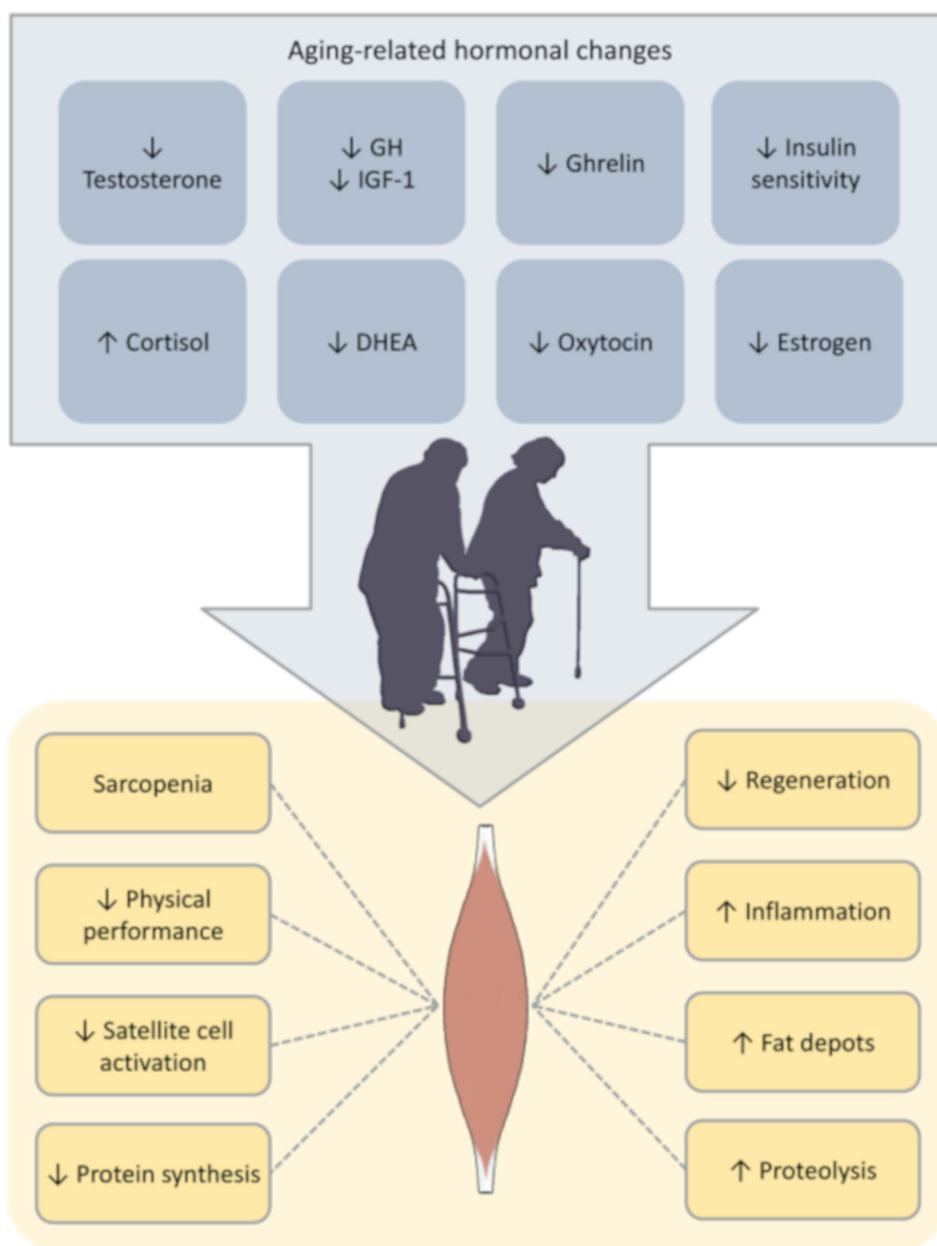 Aging-related hormonal changes
↓
Testosterone
↓ GH
↓ IGF-1
↓ Ghrelin
↓ Insulin
sensitivity
↑ Cortisol
↓ DHEA
↓ Oxytocin
↓ Estrogen
Sarcopenia
↓ Physical
performance
↓ Satellite cell
activation
↓ Protein synthesis
↓ Regeneration
↑ Inflammation
↑ Fat depots
↑ Proteolysis